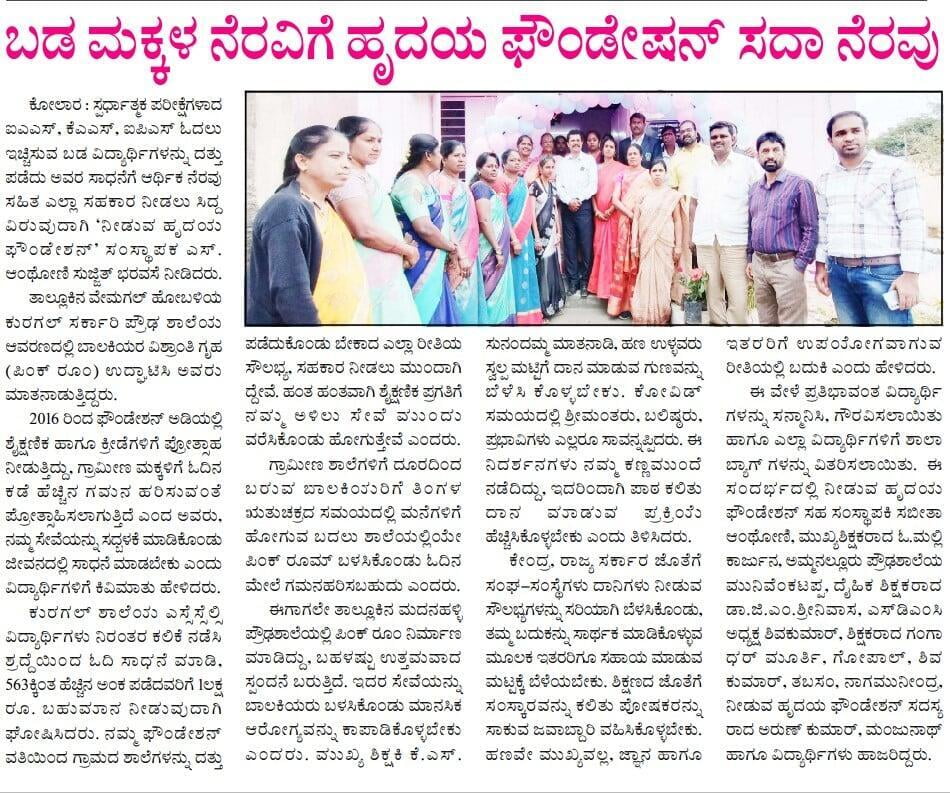 ಬಡ ಮಕ್ಕಳ ನೆರವಿಗೆ ಹೃದಯ ಫೌಂಡೇಷನ್ ಸದಾ ನೆರವು
ಕೋಲಾರ : ಸ್ಪರ್ಧಾತ್ಮಕ ಪರೀಕ್ಷೆಗಳಾದ
ಐಎಎಸ್, ಕೆಎಎಸ್, ಐಪಿಎಸ್ ಓದಲು
ಇಚ್ಛಿಸುವ ಬಡ ವಿದ್ಯಾರ್ಥಿಗಳನ್ನು ದತ್ತು
ಪಡೆದು ಅವರ ಸಾಧನೆಗೆ ಆರ್ಥಿಕ ನೆರವು
ಸಹಿತ ಎಲ್ಲಾ ಸಹಕಾರ ನೀಡಲು ಸಿದ್ದ
ವಿರುವುದಾಗಿ ‘ನೀಡುವ ಹೃದಯ
ಫೌಂಡೇಶನ್’ ಸಂಸ್ಥಾಪಕ ಎಸ್.
ಆಂಥೋಣಿ ಸುಜ್ಜಿತ್ ಭರವಸೆ ನೀಡಿದರು.
ತಾಲ್ಲೂಕಿನ ವೇಮಗಲ್ ಹೋಬಳಿಯ
ಕುರಗಲ್ ಸರ್ಕಾರಿ ಪ್ರೌಢ ಶಾಲೆಯ
ಆವರಣದಲ್ಲಿ ಬಾಲಕಿಯರ ವಿಶ್ರಾಂತಿ ಗೃಹ
(ಪಿಂಕ್ ರೂಂ) ಉದ್ಘಾಟಿಸಿ ಅವರು
ಮಾತನಾಡುತ್ತಿದ್ದರು.
2016 ರಿಂದ ಫೌಂಡೇಶನ್ ಅಡಿಯಲ್ಲಿ
ಶೈಕ್ಷಣಿಕ ಹಾಗೂ ಕ್ರೀಡೆಗಳಿಗೆ ಪ್ರೋತ್ಸಾಹ
ನೀಡುತ್ತಿದ್ದು, ಗ್ರಾಮೀಣ ಮಕ್ಕಳಿಗೆ ಓದಿನ
ಕಡೆ ಹೆಚ್ಚಿನ ಗಮನ ಹರಿಸುವಂತೆ
ಪ್ರೋತ್ಸಾಹಿಸಲಾಗುತ್ತಿದೆ ಎಂದ ಅವರು,
ನಮ್ಮ ಸೇವೆಯನ್ನು ಸದ್ಬಳಕೆ ಮಾಡಿಕೊಂಡು
ಜೀವನದಲ್ಲಿ ಸಾಧನೆ ಮಾಡಬೇಕು ಎಂದು
ವಿದ್ಯಾರ್ಥಿಗಳಿಗೆ ಕಿವಿಮಾತು ಹೇಳಿದರು.
ಕುರಗಲ್ ಶಾಲೆಯ ಎಸ್ಸೆಸ್ಸೆಲ್ಸಿ
ವಿದ್ಯಾರ್ಥಿಗಳು ನಿರಂತರ ಕಲಿಕೆ ನಡೆಸಿ
ಶ್ರದ್ದೆಯಿಂದ ಓದಿ ಸಾಧನೆ ಮಾಡಿ,
563ಕ್ಕಿಂತ ಹೆಚ್ಚಿನ ಅಂಕ ಪಡೆದವರಿಗೆ 1ಲಕ್ಷ
ರೂ. ಬಹುಮಾನ ನೀಡುವುದಾಗಿ
ಘೋಷಿಸಿದರು. ನಮ್ಮ ಫೌಂಡೇಶನ್
ವತಿಯಿಂದ ಗ್ರಾಮದ ಶಾಲೆಗಳನ್ನು ದತ್ತು
ಪಡೆದುಕೊಂಡು ಬೇಕಾದ ಎಲ್ಲಾ ರೀತಿಯ
ಸೌಲಭ್ಯ, ಸಹಕಾರ ನೀಡಲು ಮುಂದಾಗಿ
ದ್ದೇವೆ. ಹಂತ ಹಂತವಾಗಿ ಶೈಕ್ಷಣಿಕ ಪ್ರಗತಿಗೆ
ನಮ್ಮ ಅಳಿಲು ಸೇವೆ ಮುಂದು
ವರೆಸಿಕೊಂಡು ಹೋಗುತ್ತೇವೆ ಎಂದರು.
ಗ್ರಾಮೀಣ ಶಾಲೆಗಳಿಗೆ ದೂರದಿಂದ
ಬರುವ ಬಾಲಕಿಯರಿಗೆ ತಿಂಗಳ
ಋತುಚಕ್ರದ ಸಮಯದಲ್ಲಿ ಮನೆಗಳಿಗೆ
ಹೋಗುವ ಬದಲು ಶಾಲೆಯಲ್ಲಿಯೇ
ಪಿಂಕ್ ರೂಮ್ ಬಳಸಿಕೊಂಡು ಓದಿನ
ಮೇಲೆ ಗಮನಹರಿಸಬಹುದು ಎಂದರು.
ಈಗಾಗಲೇ ತಾಲ್ಲೂಕಿನ ಮದನಹಳ್ಳಿ
ಪ್ರೌಢಶಾಲೆಯಲ್ಲಿ ಪಿಂಕ್ ರೂಂ ನಿರ್ಮಾಣ
ಮಾಡಿದ್ದು, ಬಹಳಷ್ಟು ಉತ್ತಮವಾದ
ಸ್ಪಂದನೆ ಬರುತ್ತಿದೆ. ಇದರ ಸೇವೆಯನ್ನು
ಬಾಲಕಿಯರು ಬಳಸಿಕೊಂಡು ಮಾನಸಿಕ
ಆರೋಗ್ಯವನ್ನು ಕಾಪಾಡಿಕೊಳ್ಳಬೇಕು
ಎಂದರು. ಮುಖ್ಯ ಶಿಕ್ಷಕಿ ಕೆ.ಎಸ್.
ಸುನಂದಮ್ಮ ಮಾತನಾಡಿ, ಹಣ ಉಳ್ಳವರು
ಸ್ವಲ್ಪ ಮಟ್ಟಿಗೆ ದಾನ ಮಾಡುವ ಗುಣವನ್ನು
ಬೆಳೆಸಿ ಕೊಳ್ಳಬೇಕು. ಕೋವಿಡ್
ಸಮಯದಲ್ಲಿ ಶ್ರೀಮಂತರು, ಬಲಿಷ್ಠರು,
ಪ್ರಭಾವಿಗಳು ಎಲ್ಲರೂ ಸಾವನ್ನಪ್ಪಿದರು. ಈ
ನಿದರ್ಶನಗಳು ನಮ್ಮ ಕಣ್ಣಮುಂದೆ
ನಡೆದಿದ್ದು, ಇದರಿಂದಾಗಿ ಪಾಠ ಕಲಿತು
ದಾನ ಮಾಡುವ ಪ್ರಕ್ರಿಯೆ
ಹೆಚ್ಚಿಸಿಕೊಳ್ಳಬೇಕು ಎಂದು ತಿಳಿಸಿದರು.
ಕೇಂದ್ರ, ರಾಜ್ಯ ಸರ್ಕಾರ ಜೊತೆಗೆ
ಸಂಘ-ಸಂಸ್ಥೆಗಳು ದಾನಿಗಳು ನೀಡುವ
ಸೌಲಭ್ಯಗಳನ್ನು ಸರಿಯಾಗಿ ಬೆಳಸಿಕೊಂಡು,
ತಮ್ಮ ಬದುಕನ್ನು ಸಾರ್ಥಕ ಮಾಡಿಕೊಳ್ಳುವ
ಮೂಲಕ ಇತರರಿಗೂ ಸಹಾಯ ಮಾಡುವ
ಮಟ್ಟಕ್ಕೆ ಬೆಳೆಯಬೇಕು. ಶಿಕ್ಷಣದ ಜೊತೆಗೆ
ಸಂಸ್ಕಾರವನ್ನು ಕಲಿತು ಪೋಷಕರನ್ನು
ಸಾಕುವ ಜವಾಬ್ದಾರಿ ವಹಿಸಿಕೊಳ್ಳಬೇಕು.
ಹಣವೇ ಮುಖ್ಯವಲ್ಲ, ಜ್ಞಾನ ಹಾಗೂ
ಇತರರಿಗೆ ಉಪಯೋಗವಾಗುವ
ರೀತಿಯಲ್ಲಿ ಬದುಕಿ ಎಂದು ಹೇಳಿದರು.
ಈ ವೇಳೆ ಪ್ರತಿಭಾವಂತ ವಿದ್ಯಾರ್ಥಿ
ಗಳನ್ನು ಸನ್ಮಾನಿಸಿ, ಗೌರವಿಸಲಾಯಿತು
ಹಾಗೂ ಎಲ್ಲಾ ವಿದ್ಯಾರ್ಥಿಗಳಿಗೆ ಶಾಲಾ
ಬ್ಯಾಗ್ ಗಳನ್ನು ವಿತರಿಸಲಾಯಿತು. ಈ
ಸಂದರ್ಭದಲ್ಲಿ ನೀಡುವ ಹೃದಯ
ಫೌಂಡೇಶನ್ ಸಹ ಸಂಸ್ಥಾಪಕಿ ಸಬೀತಾ
ಆಂಥೋಣಿ, ಮುಖ್ಯಶಿಕ್ಷಕರಾದ ಓ.ಮಲ್ಲಿ
ಕಾರ್ಜುನ, ಅಮ್ಮನಲ್ಲೂರು ಪ್ರೌಢಶಾಲೆಯ
ಮುನಿವೆಂಕಟಪ್ಪ, ದೈಹಿಕ ಶಿಕ್ಷಕರಾದ
ಡಾ.ಜಿ.ಎಂ.ಶ್ರೀನಿವಾಸ, ಎಸ್‌ಡಿಎಂಸಿ
ಅಧ್ಯಕ್ಷ ಶಿವಕುಮಾರ್, ಶಿಕ್ಷಕರಾದ ಗಂಗಾ
ಧರ್ ಮೂರ್ತಿ, ಗೋಪಾಲ್, ಶಿವ
ಕುಮಾರ್, ತಬಸಂ, ನಾಗಮುನೀಂದ್ರ,
ನೀಡುವ ಹೃದಯ ಫೌಂಡೇಶನ್ ಸದಸ್ಯ
ರಾದ ಅರುಣ್ ಕುಮಾರ್, ಮಂಜುನಾಥ್
ಹಾಗೂ ವಿದ್ಯಾರ್ಥಿಗಳು ಹಾಜರಿದ್ದರು.